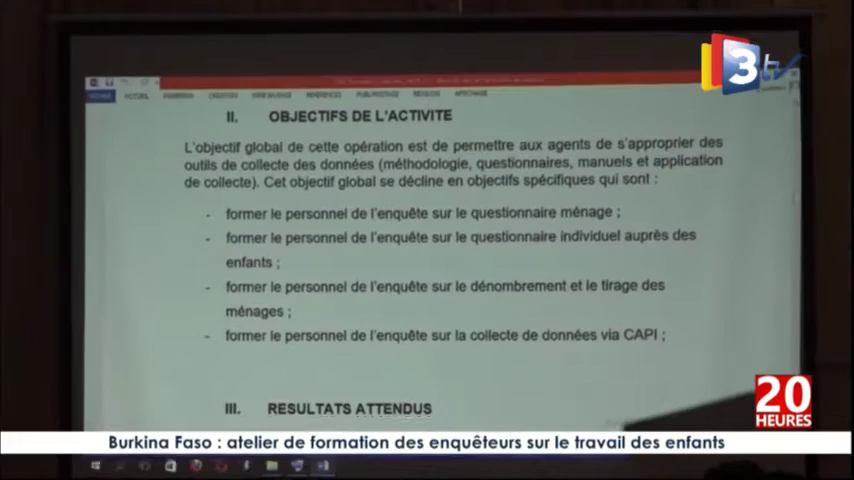 3tv
II. OBJECTIFS DE L'ACTIVITE
L'objectif global de cette opération est de permettre aux agents de s'approprier des
outils de collecte des données (méthodologie, questionnaires, manuels et application
de collecte). Cet objectif global se décline en objectifs spécifiques qui sont :
- former le personnel de l'enquête sur le questionnaire ménage ;
- former le personnel de l'enquête sur le questionnaire individuel auprès des
enfants ;
- former le personnel de l'enquête sur le dénombrement et le tirage des
ménages ;
- former le personnel de l'enquête sur la collecte de données via CAPI ;
III. RESULTATS ATTENDUS
20
HEURES
Burkina Faso : atelier de formation des enquêteurs sur le travail des enfants